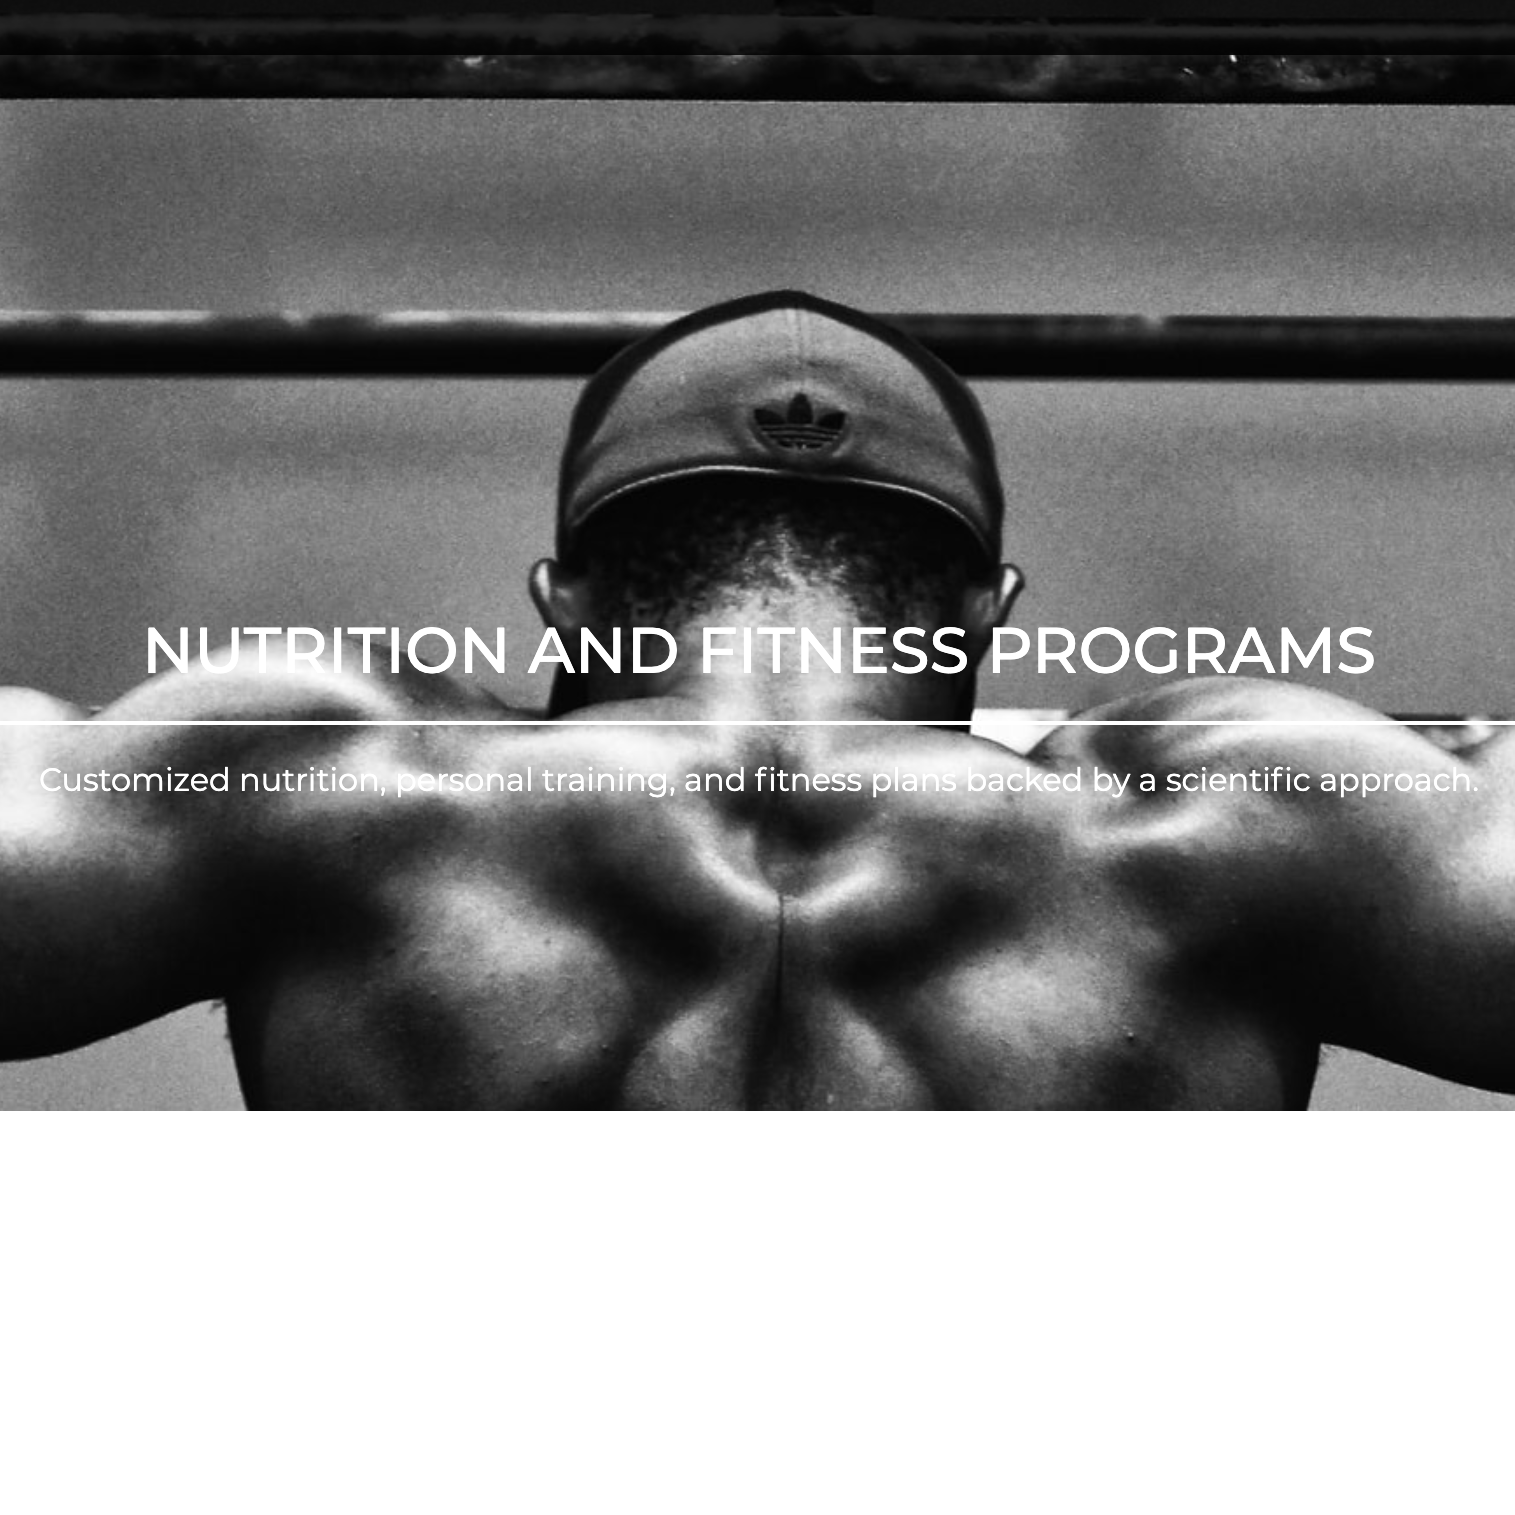 NUTRITION AND FITNESS PROGRAMS
Customized nutrition, personal training, and fitness plans backed by a scientific approach.